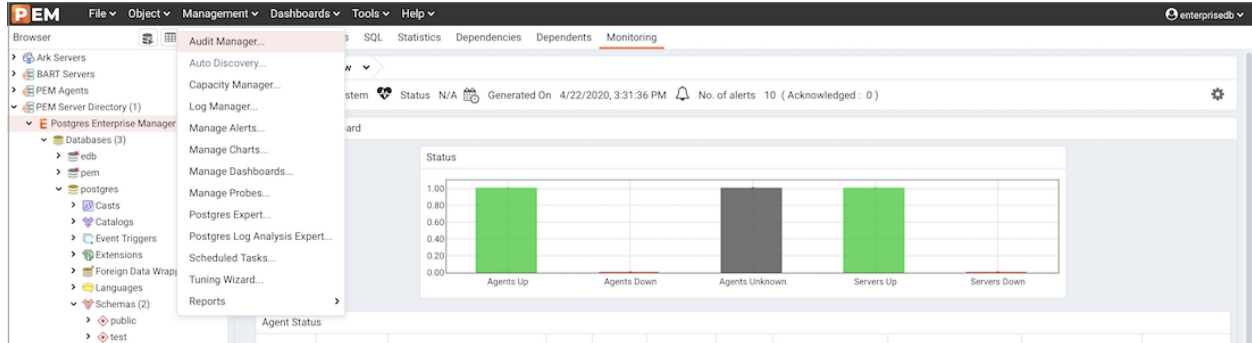 PEM File Object Management Dashboards Tools Help enterprisedb
Browser
SQL Statistics Dependencies Dependents Monitoring
Ark Servers
BART Servers
PEM Agents
PEM Server Directory (1)
Postgres Enterprise Manager
Databases (3)
edb
pem
postgres
Casts
Catalogs
Event Triggers
Extensions
Foreign Data Wrapp
Languages
Schemas (2)
public
test
Audit Manager...
Auto Discovery...
Capacity Manager...
Log Manager...
Manage Alerts...
Manage Charts...
Manage Dashboards...
Manage Probes...
Postgres Expert...
Postgres Log Analysis Expert...
Scheduled Tasks...
Tuning Wizard...
Reports
w
stem Status N/A Generated On 4/22/2020, 3:31:36 PM No. of alerts 10 (Acknowledged: 0)
ard
Status
1.00
0.80
0.60
0.40
0.20
0.00
Agents Up Agents Down Agents Unknown Servers Up Servers Down
Agent Status